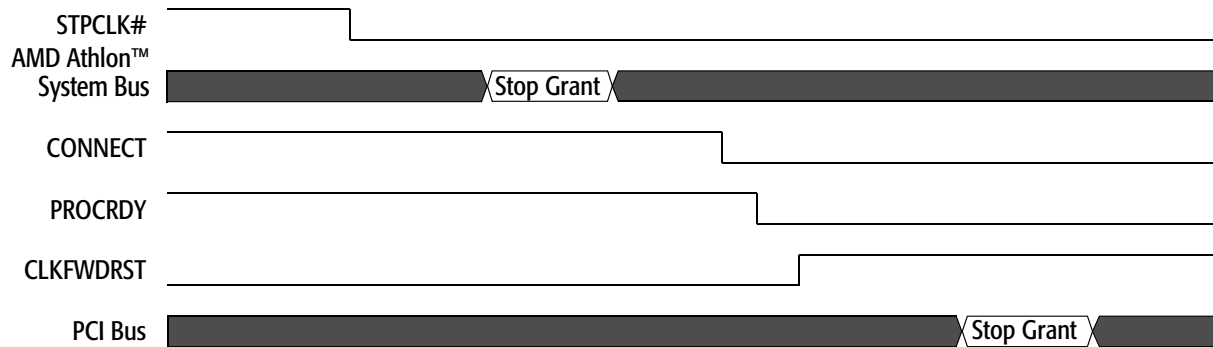 STPCLK#
AMD Athlon™
System Bus Stop Grant
CONNECT
PROCRDY
CLKFWDRST
PCI Bus Stop Grant